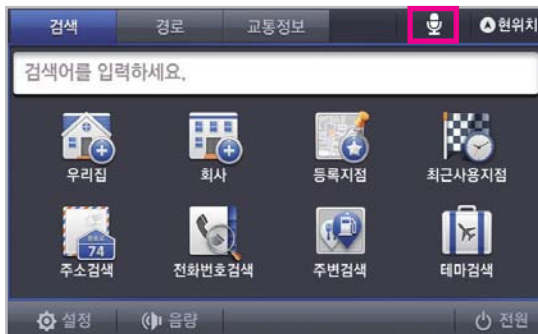 검색 경로 교통정보 현위치
검색어를 입력하세요.
우리집 회사 등록지점 최근사용지점
74
주소검색 전화번호검색 주변검색 테마검색
설정 음량 전원